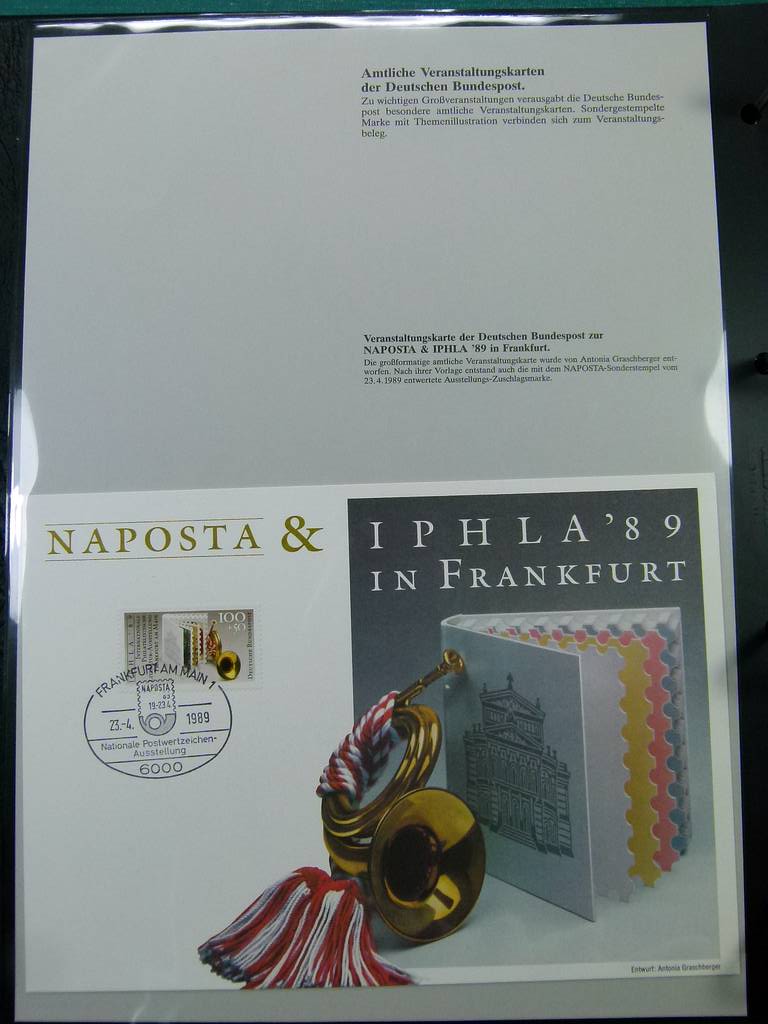 Amtliche Veranstaltungskarten
der Deutschen Bundespost.
Zu wichtigen Großveranstaltungen verausgabt die Deutsche Bundes-
post besondere amtliche Veranstaltungskarten. Sondergestempelte
Marke mit Themenillustration verbinden sich zum Veranstaltungs-
beleg.
Veranstaltungskarte der Deutschen Bundespost zur
NAPOSTA & IPHLA '89 in Frankfurt.
Die großformatige amtliche Veranstaltungskarte wurde von Antonia Graschberger ent-
worfen. Nach ihrer Vorlage entstand auch die mit dem NAPOSTA-Sonderstempel vom
23.4.1989 entwertete Ausstellungs-Zuschlagsmarke.
NAPOSTA &
IPHLA '89
IN FRANKFURT
100
+50
DEUTSCHE BUNDESPOST
FRANKFURT AM MAIN 1
NAPOSTA
19-23.4
23.-4. 1989
Nationale Postwertzeichen-
Ausstellung
6000
Entwurf: Antonia Graschberger